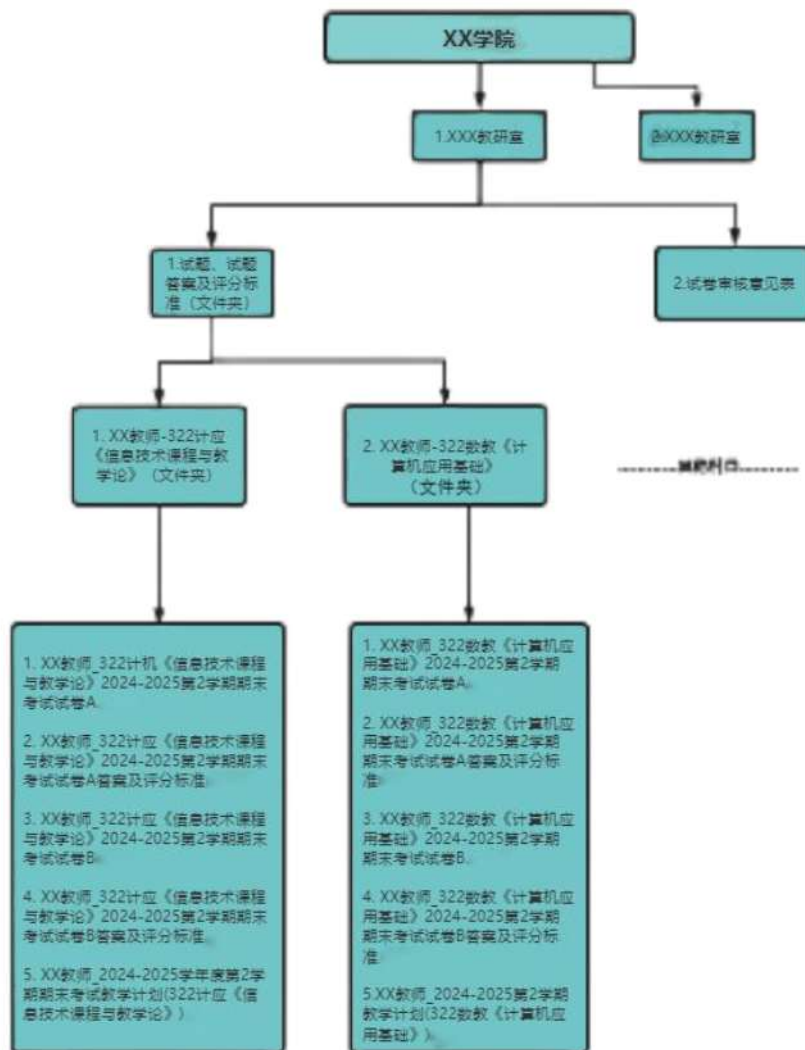 XX学院
1.XXX教研室
XXX教研室
1.试题、试题
答案及评分标
准（文件夹）
2.试卷审核意见表
1. XX教师-322计应
《信息技术课程与教
学论》（文件夹）
2. XX教师-322数教《计
算机应用基础》
（文件夹）
1. XX教师_322计机《信息技术课程
与教学论》2024-2025第2学期期末
考试试卷A.
2. XX教师_322计应《信息技术课程
与教学论》2024-2025第2学期期末
考试试卷A答案及评分标准.
3. XX教师_322计应《信息技术课程
与教学论》2024-2025第2学期期末
考试试卷B.
4. XX教师_322计应《信息技术课程
与教学论》2024-2025第2学期期末
考试试卷B答案及评分标准.
5. XX教师_2024-2025学年度第2学
期期末考试教学计划(322计应《信
息技术课程与教学论》)
1. XX教师_322数教《计算机应
用基础》2024-2025第2学期
期末考试试卷A.
2. XX教师_322数教《计算机应
用基础》2024-2025第2学期
期末考试试卷A答案及评分标
准
3. XX教师_322数教《计算机应
用基础》2024-2025第2学期
期末考试试卷B.
4. XX教师_322数教《计算机应
用基础》2024-2025第2学期
期末考试试卷B答案及评分标
准
5.XX教师_2024-2025第2学期
教学计划(322数教《计算机应
用基础》)